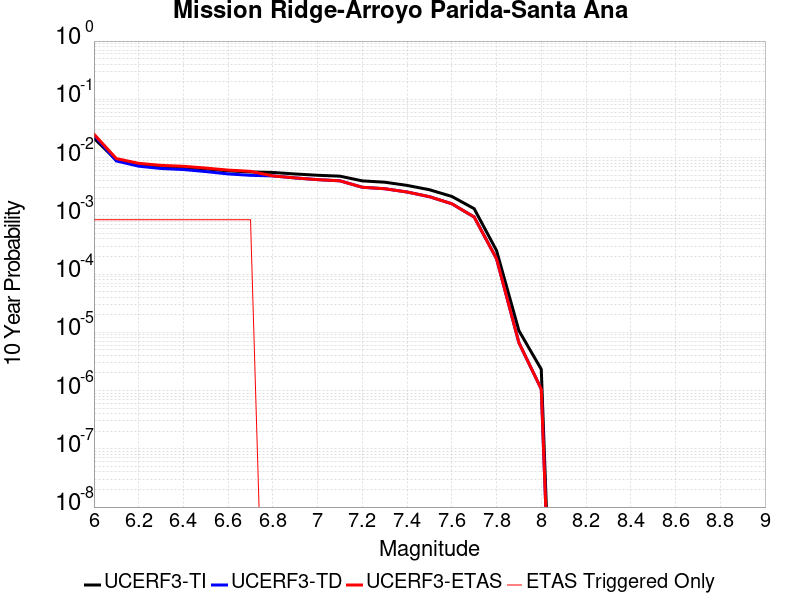 Mission Ridge-Arroyo Parida-Santa Ana
10 Year Probability
10^0
10^-1
10^-2
10^-3
10^-4
10^-5
10^-6
10^-7
10^-8
6 6.2 6.4 6.6 6.8 7 7.2 7.4 7.6 7.8 8 8.2 8.4 8.6 8.8 9
Magnitude
UCERF3-TI UCERF3-TD UCERF3-ETAS ETAS Triggered Only